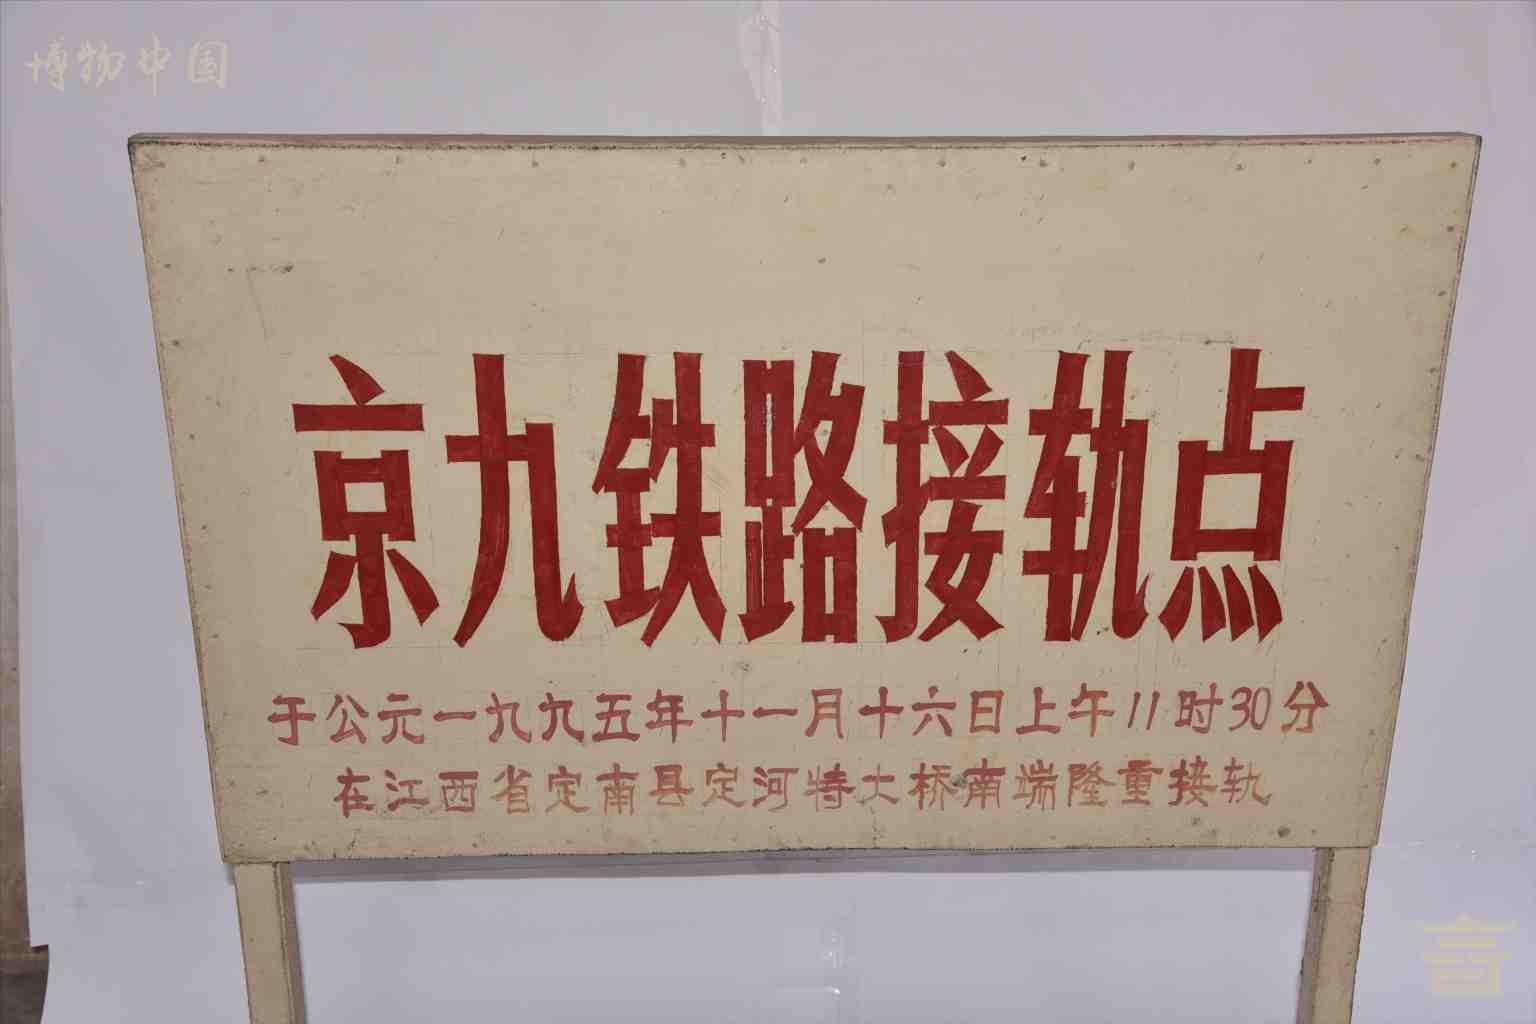 博物中国
京九铁路接轨点
于公元一九九五年十一月十六日上午11时30分
在江西省定南县定河特大桥南端隆重接轨